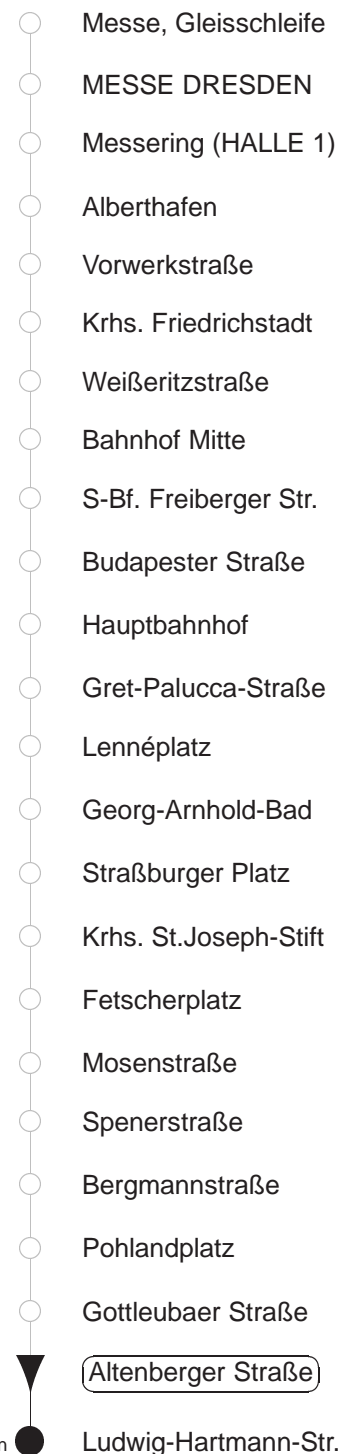 Messe, Gleisschleife
MESSE DRESDEN
Messering (HALLE 1)
Alberthafen
Vorwerkstraße
Krhs. Friedrichstadt
Weißeritzstraße
Bahnhof Mitte
S-Bf. Freiberger Str.
Budapester Straße
Hauptbahnhof
Gret-Palucca-Straße
Lennéplatz
Georg-Arnhold-Bad
Straßburger Platz
Krhs. St.Joseph-Stift
Fetscherplatz
Mosenstraße
Spenerstraße
Bergmannstraße
Pohlandplatz
Gottleubaer Straße
Altenberger Straße
Ludwig-Hartmann-Str.